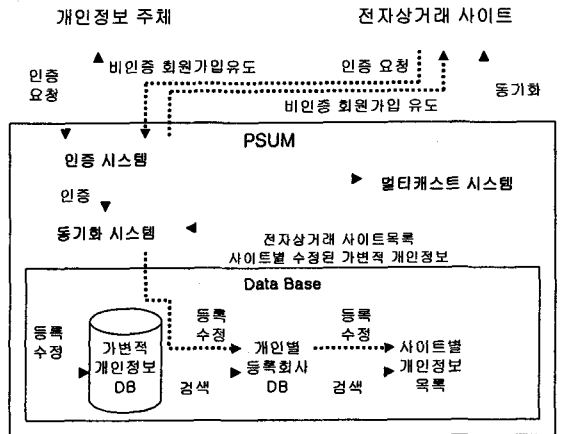 개인정보 주체
전자상거래 사이트
인증
요청
비인증 회원가입유도
인증 요청
비인증 회원가입 유도
동기화
PSUM
인증 시스템
멀티캐스트 시스템
인증
동기화 시스템
전자상거래 사이트목록
사이트별 수정된 가변적 개인정보
Data Base
등록
수정
가변적
개인정보
DB
등록
수정
검색
개인별
등록회사
DB
등록
수정
검색
사이트별
개인정보
목록